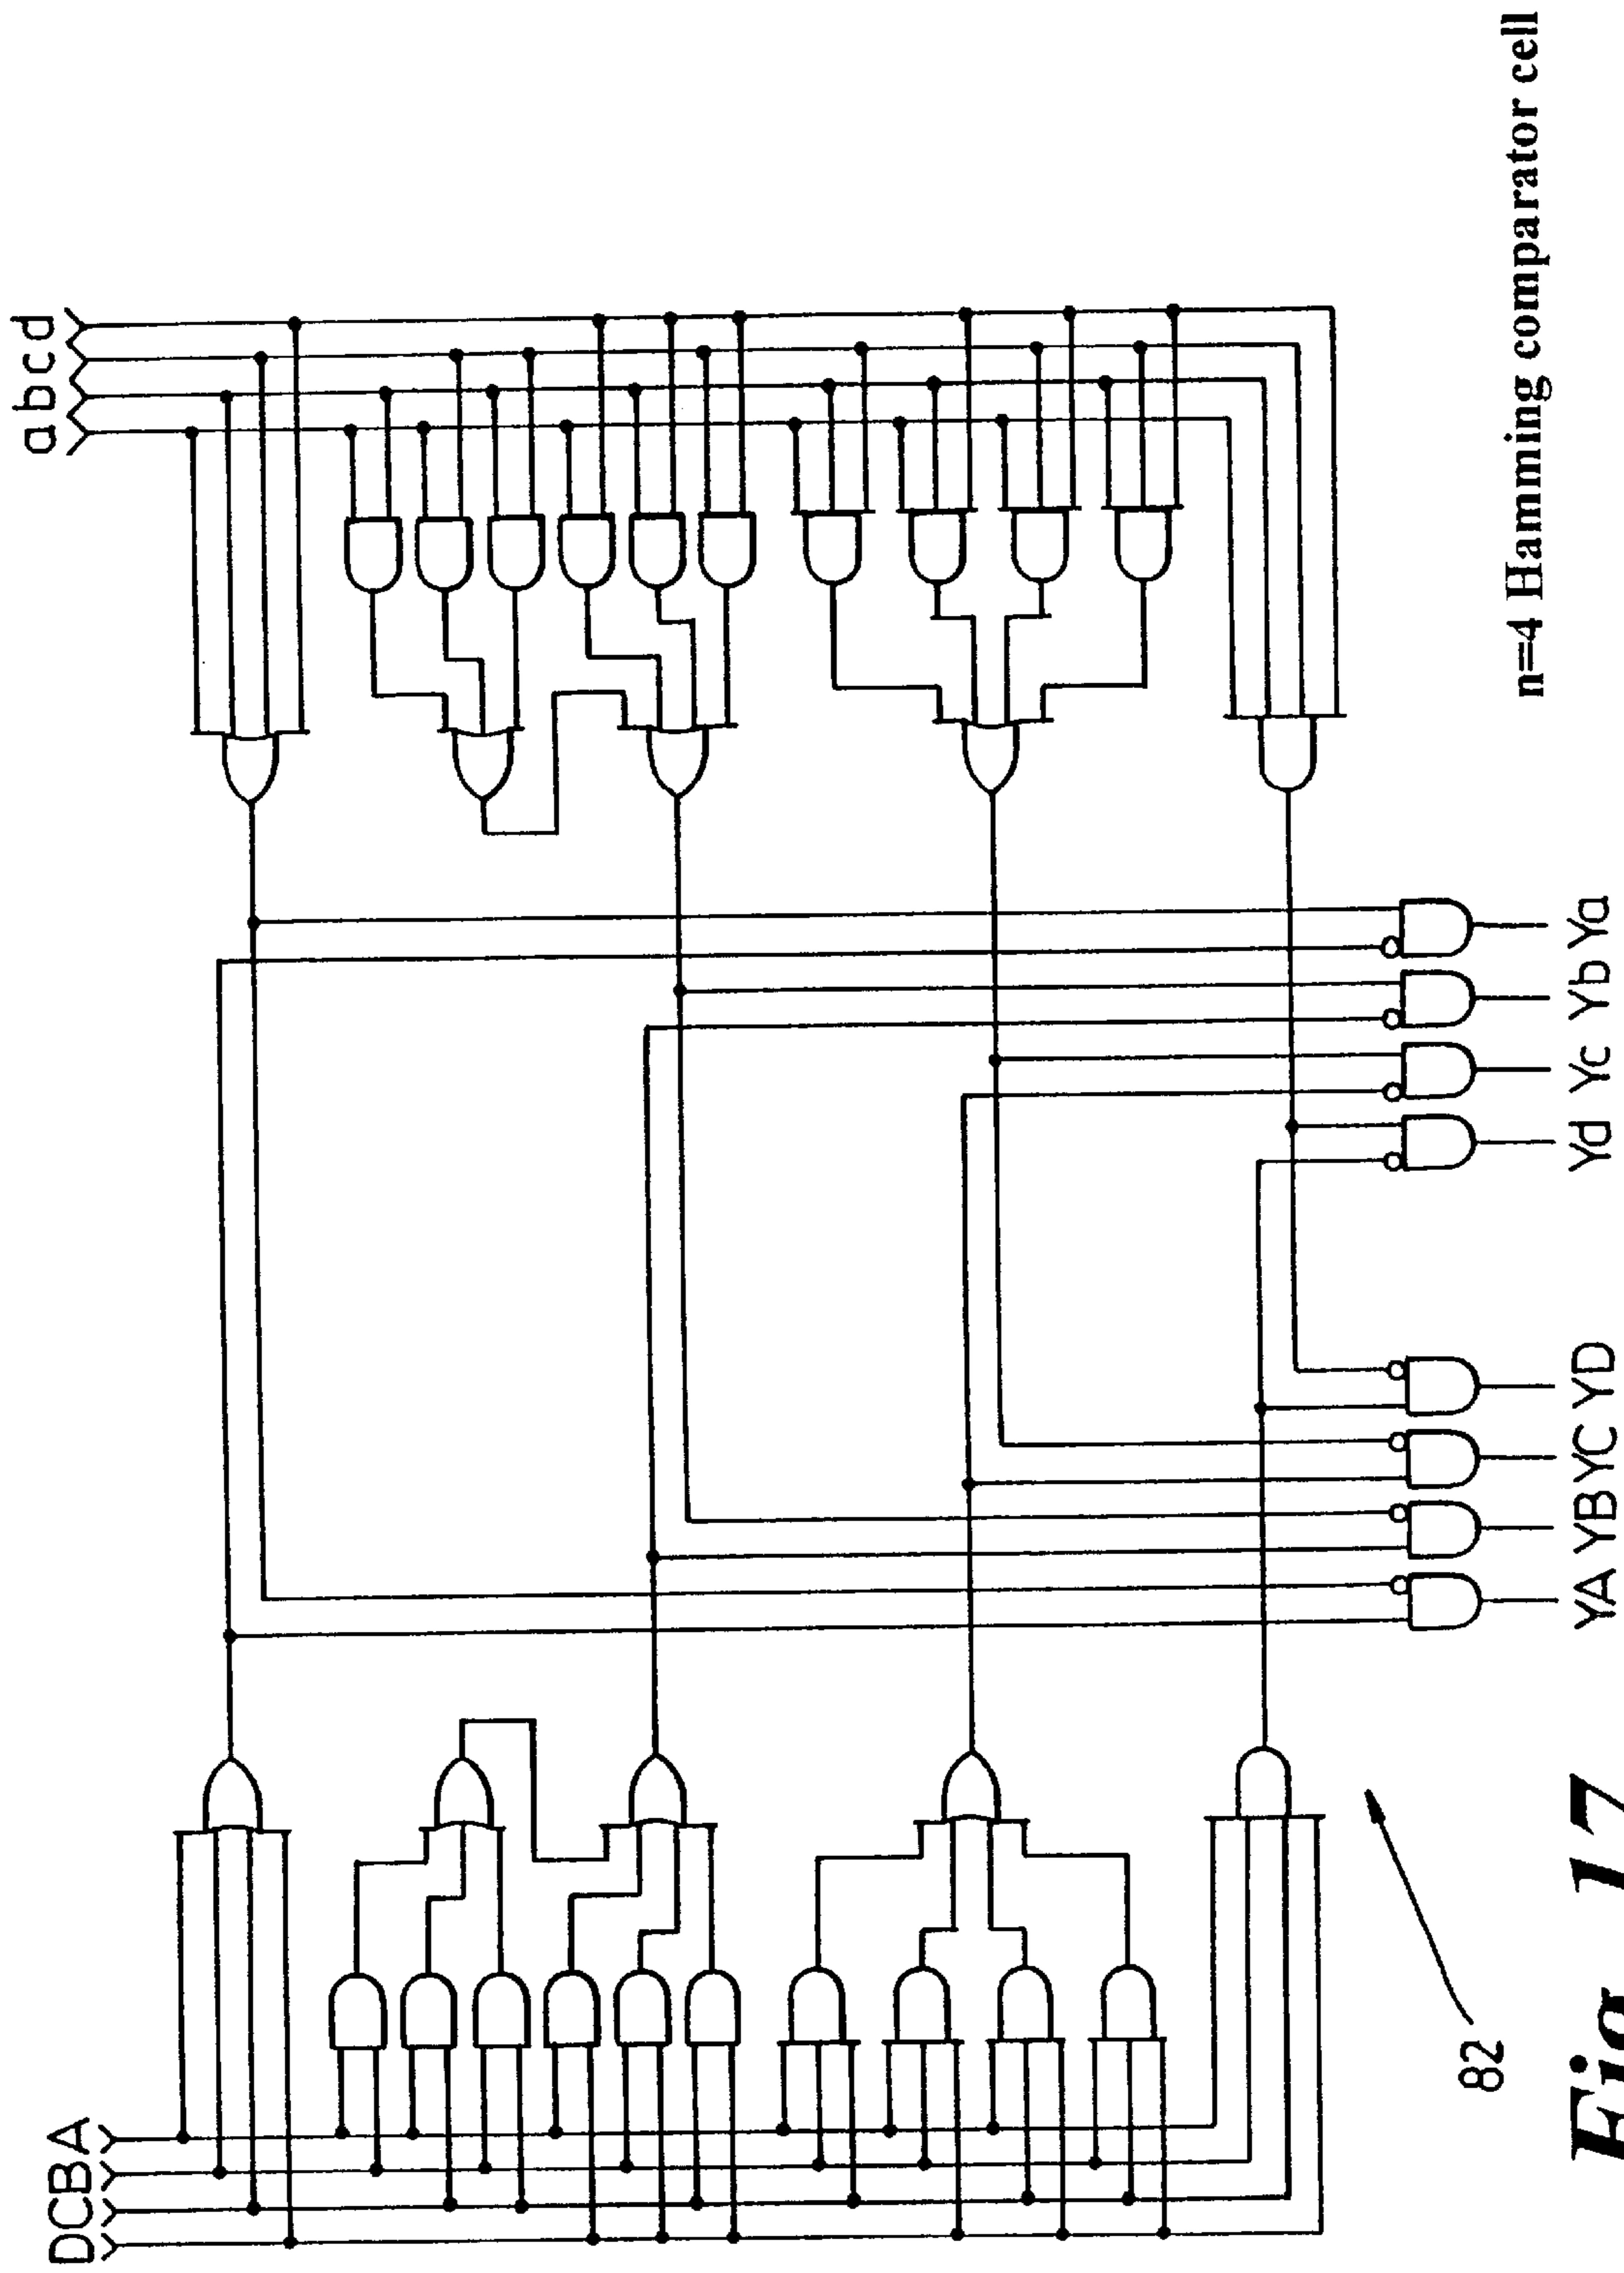 DCBA
abcd
YA YB YC YD
Yd Yc Yb Ya
82
Fig. 17
n=4 Hamming comparator cell